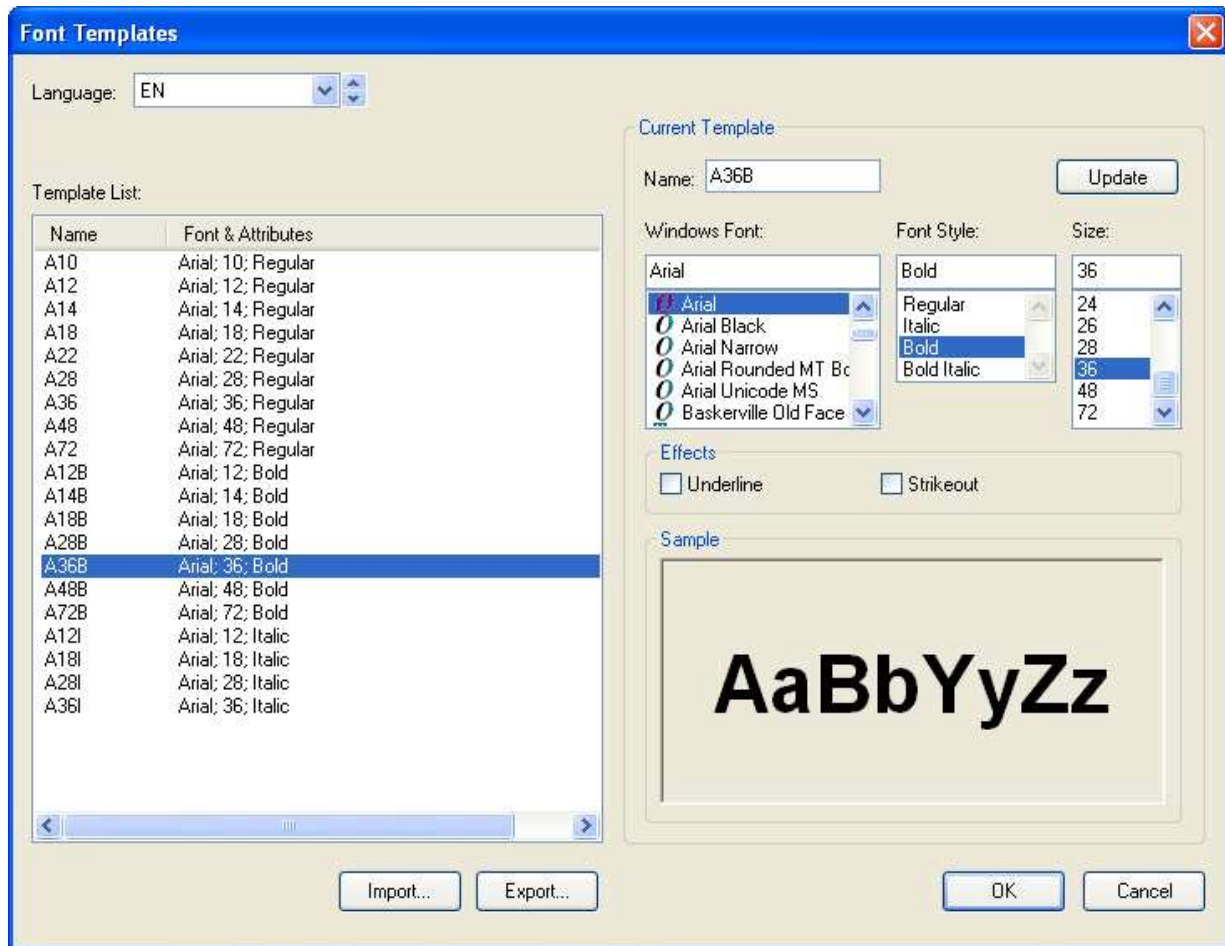 Font Templates
Language: EN
Template List:
Name Font & Attributes
A10 Arial; 10; Regular
A12 Arial; 12; Regular
A14 Arial; 14; Regular
A18 Arial; 18; Regular
A22 Arial; 22; Regular
A28 Arial; 28; Regular
A36 Arial; 36; Regular
A48 Arial; 48; Regular
A72 Arial; 72; Regular
A12B Arial; 12; Bold
A14B Arial; 14; Bold
A18B Arial; 18; Bold
A28B Arial; 28; Bold
A36B Arial; 36; Bold
A48B Arial; 48; Bold
A72B Arial; 72; Bold
A12I Arial; 12; Italic
A18I Arial; 18; Italic
A28I Arial; 28; Italic
A36I Arial; 36; Italic
Import... Export...
Current Template
Name: A36B Update
Windows Font: Font Style: Size:
Arial Bold 36
Arial
Arial Black
Arial Narrow
Arial Rounded MT Bo
Arial Unicode MS
Baskerville Old Face
Regular
Italic
Bold
Bold Italic
24
26
28
36
48
72
Effects
Underline Strikeout
Sample
AaBbYyZz
OK Cancel